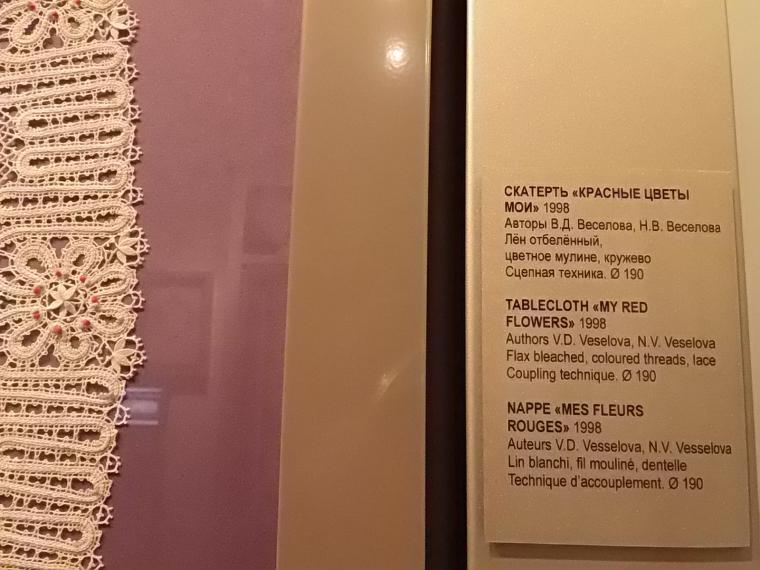 СКАТЕРТЬ «КРАСНЫЕ ЦВЕТЫ
МОИ» 1998
Авторы В.Д. Веселова, Н.В. Веселова
Лён отбелённый,
цветное мулине, кружево
Сцепная техника. Ø 190
TABLECLOTH «MY RED
FLOWERS» 1998
Authors V.D. Veselova, N.V. Veselova
Flax bleached, coloured threads, lace
Coupling technique. Ø 190
NAPPE «MES FLEURS
ROUGES» 1998
Auteurs V.D. Vesselova, N.V. Vesselova
Lin blanchi, fil mouliné, dentelle
Technique d'accouplement. Ø 190